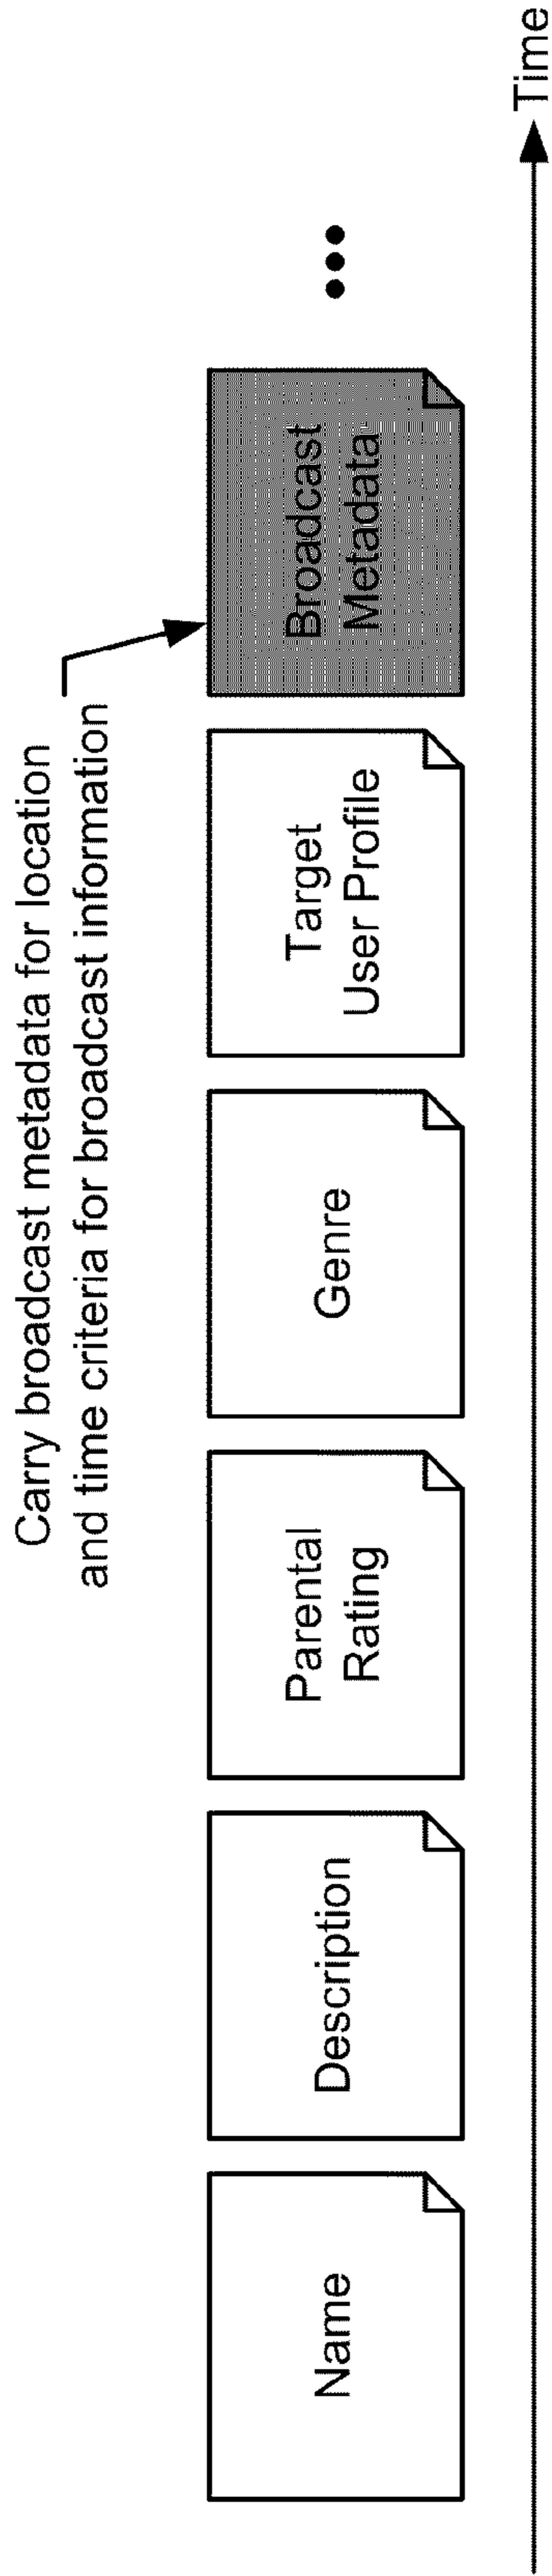 Carry broadcast metadata for location
and time criteria for broadcast information
Name
Description
Parental
Rating
Genre
Target
User Profile
Broadcast
Metadata
Time